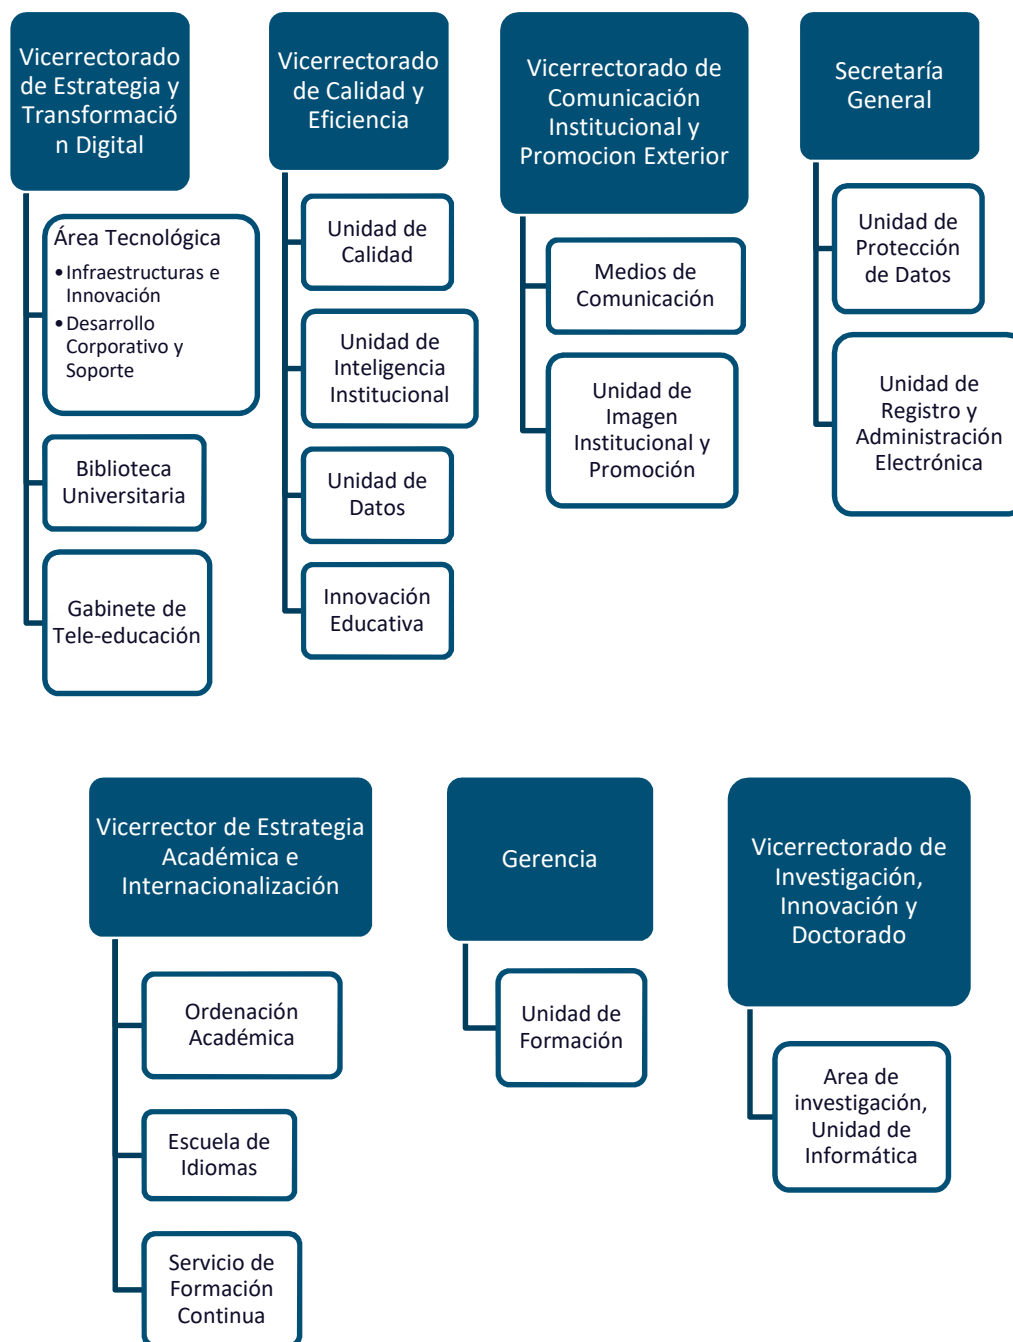 Vicerrectorado
de Estrategia y
Transformació
n Digital
Área Tecnológica
•Infraestructuras e
Innovación
•Desarrollo
Corporativo y
Soporte
Biblioteca
Universitaria
Gabinete de
Tele-educación
Vicerrectorado
de Calidad y
Eficiencia
Unidad de
Calidad
Unidad de
Inteligencia
Institucional
Unidad de
Datos
Innovación
Educativa
Vicerrectorado de
Comunicación
Institucional y
Promocion Exterior
Medios de
Comunicación
Unidad de
Imagen
Institucional y
Promoción
Secretaría
General
Unidad de
Protección
de Datos
Unidad de
Registro y
Administración
Electrónica
Vicerrector de Estrategia
Académica e
Internacionalización
Ordenación
Académica
Escuela de
Idiomas
Servicio de
Formación
Continua
Gerencia
Unidad de
Formación
Vicerrectorado de
Investigación,
Innovación y
Doctorado
Area de
investigación,
Unidad de
Informática